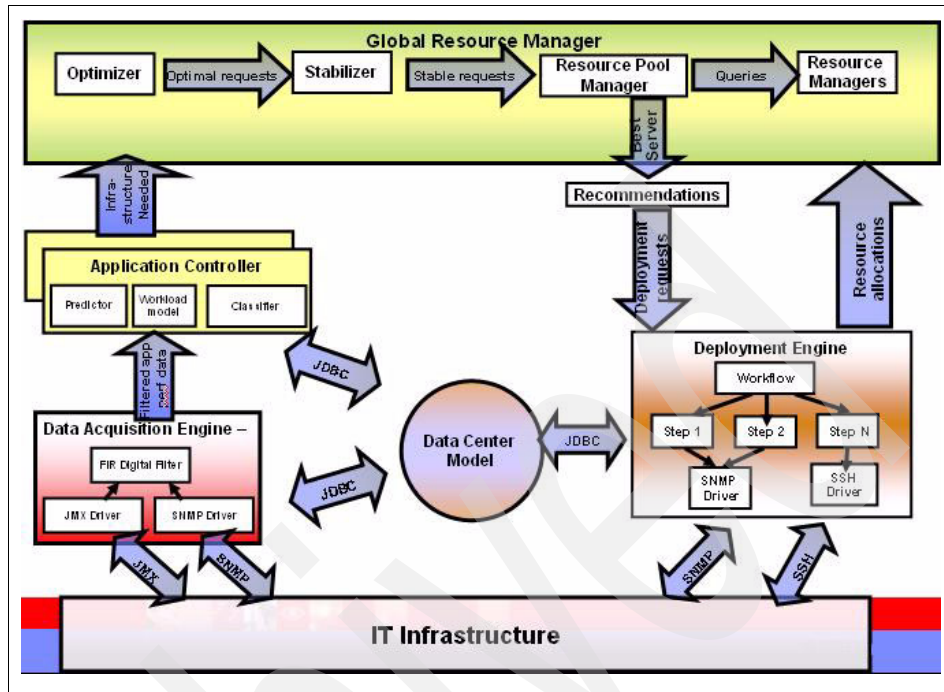 Global Resource Manager
Optimizer
Optimal requests
Stabilizer
Stable requests
Resource Pool
Manager
Queries
Resource
Managers
Best
Server
Infra-
structure
Needed
Recommendations
Deployment
requests
Resource
allocations
Application Controller
Predictor
Workload
model
Classifier
Filtered app
perf data
JDBC
Deployment Engine
Workflow
Step 1
Step 2
Step N
SNMP
Driver
SSH
Driver
Data Acquisition Engine –
FIR Digital Filter
JMX Driver
SNMP Driver
JDBC
Data Center
Model
JDBC
JMX
SNMP
SNMP
SSH
IT Infrastructure